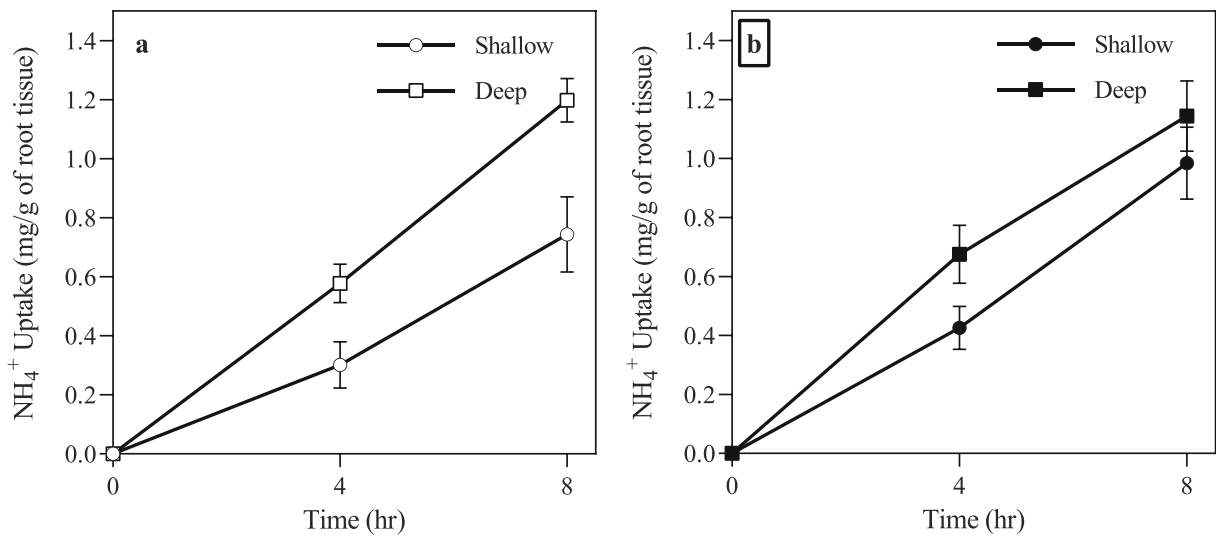 a
Shallow
Deep
NH₄⁺ Uptake (mg/g of root tissue)
1.4
1.2
1.0
0.8
0.6
0.4
0.2
0.0
0
4
8
Time (hr)
b
Shallow
Deep
NH₄⁺ Uptake (mg/g of root tissue)
1.4
1.2
1.0
0.8
0.6
0.4
0.2
0.0
0
4
8
Time (hr)